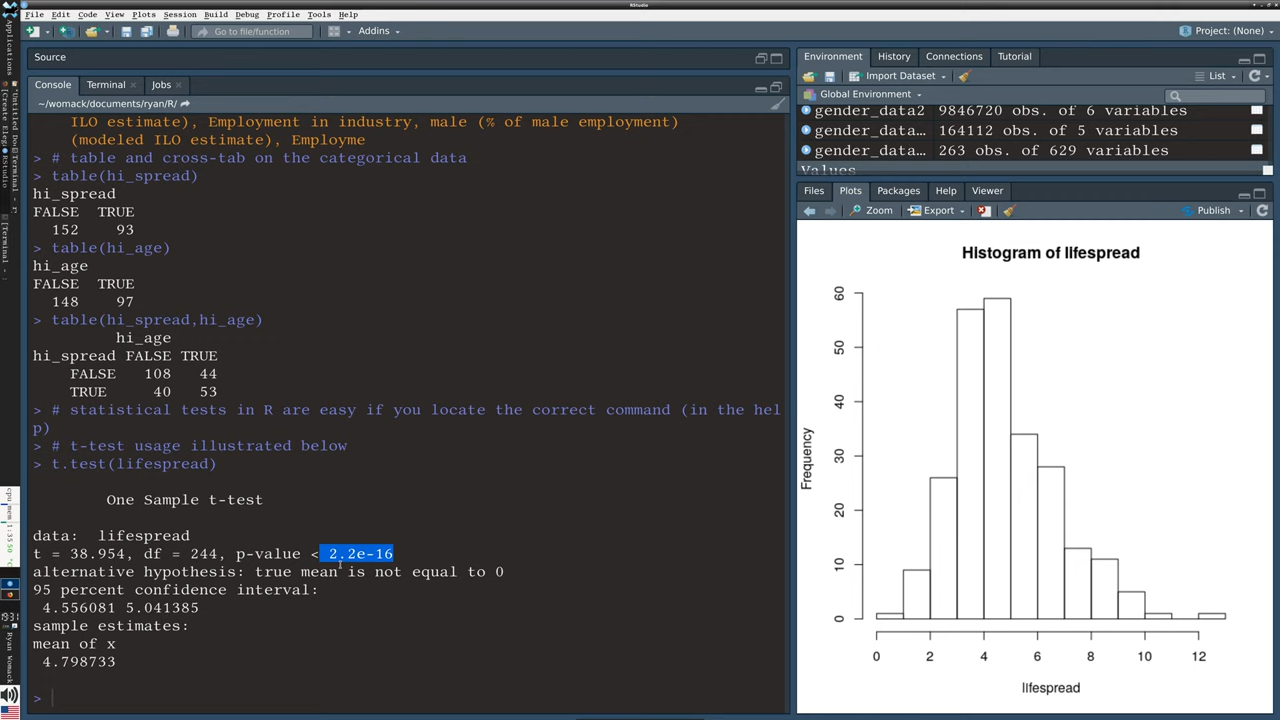 RStudio
File Edit Code View Plots Session Build Debug Profile Tools Help
Go to file/function
Addins
Project: (None)
Source
Console Terminal Jobs
~/womack/documents/ryan/R/
ILO estimate), Employment in industry, male (% of male employment)
(modeled ILO estimate), Employme
> # table and cross-tab on the categorical data
> table(hi_spread)
hi_spread
FALSE TRUE
152 93
> table(hi_age)
hi_age
FALSE TRUE
148 97
> table(hi_spread,hi_age)
hi_age
hi_spread FALSE TRUE
FALSE 108 44
TRUE 40 53
> # statistical tests in R are easy if you locate the correct command (in the hel
p)
> # t-test usage illustrated below
> t.test(lifespread)
One Sample t-test
data: lifespread
t = 38.954, df = 244, p-value < 2.2e-16
alternative hypothesis: true mean is not equal to 0
95 percent confidence interval:
4.556081 5.041385
sample estimates:
mean of x
4.798733
>
Environment History Connections Tutorial
Import Dataset List
Global Environment
gender_data2 9846720 obs. of 6 variables
gender_data… 164112 obs. of 5 variables
gender_data… 263 obs. of 629 variables
Values
Files Plots Packages Help Viewer
Zoom Export Publish
Histogram of lifespread
Frequency
60
50
40
30
20
10
0
0 2 4 6 8 10 12
lifespread
Applications
RStudio
Ryan Womack